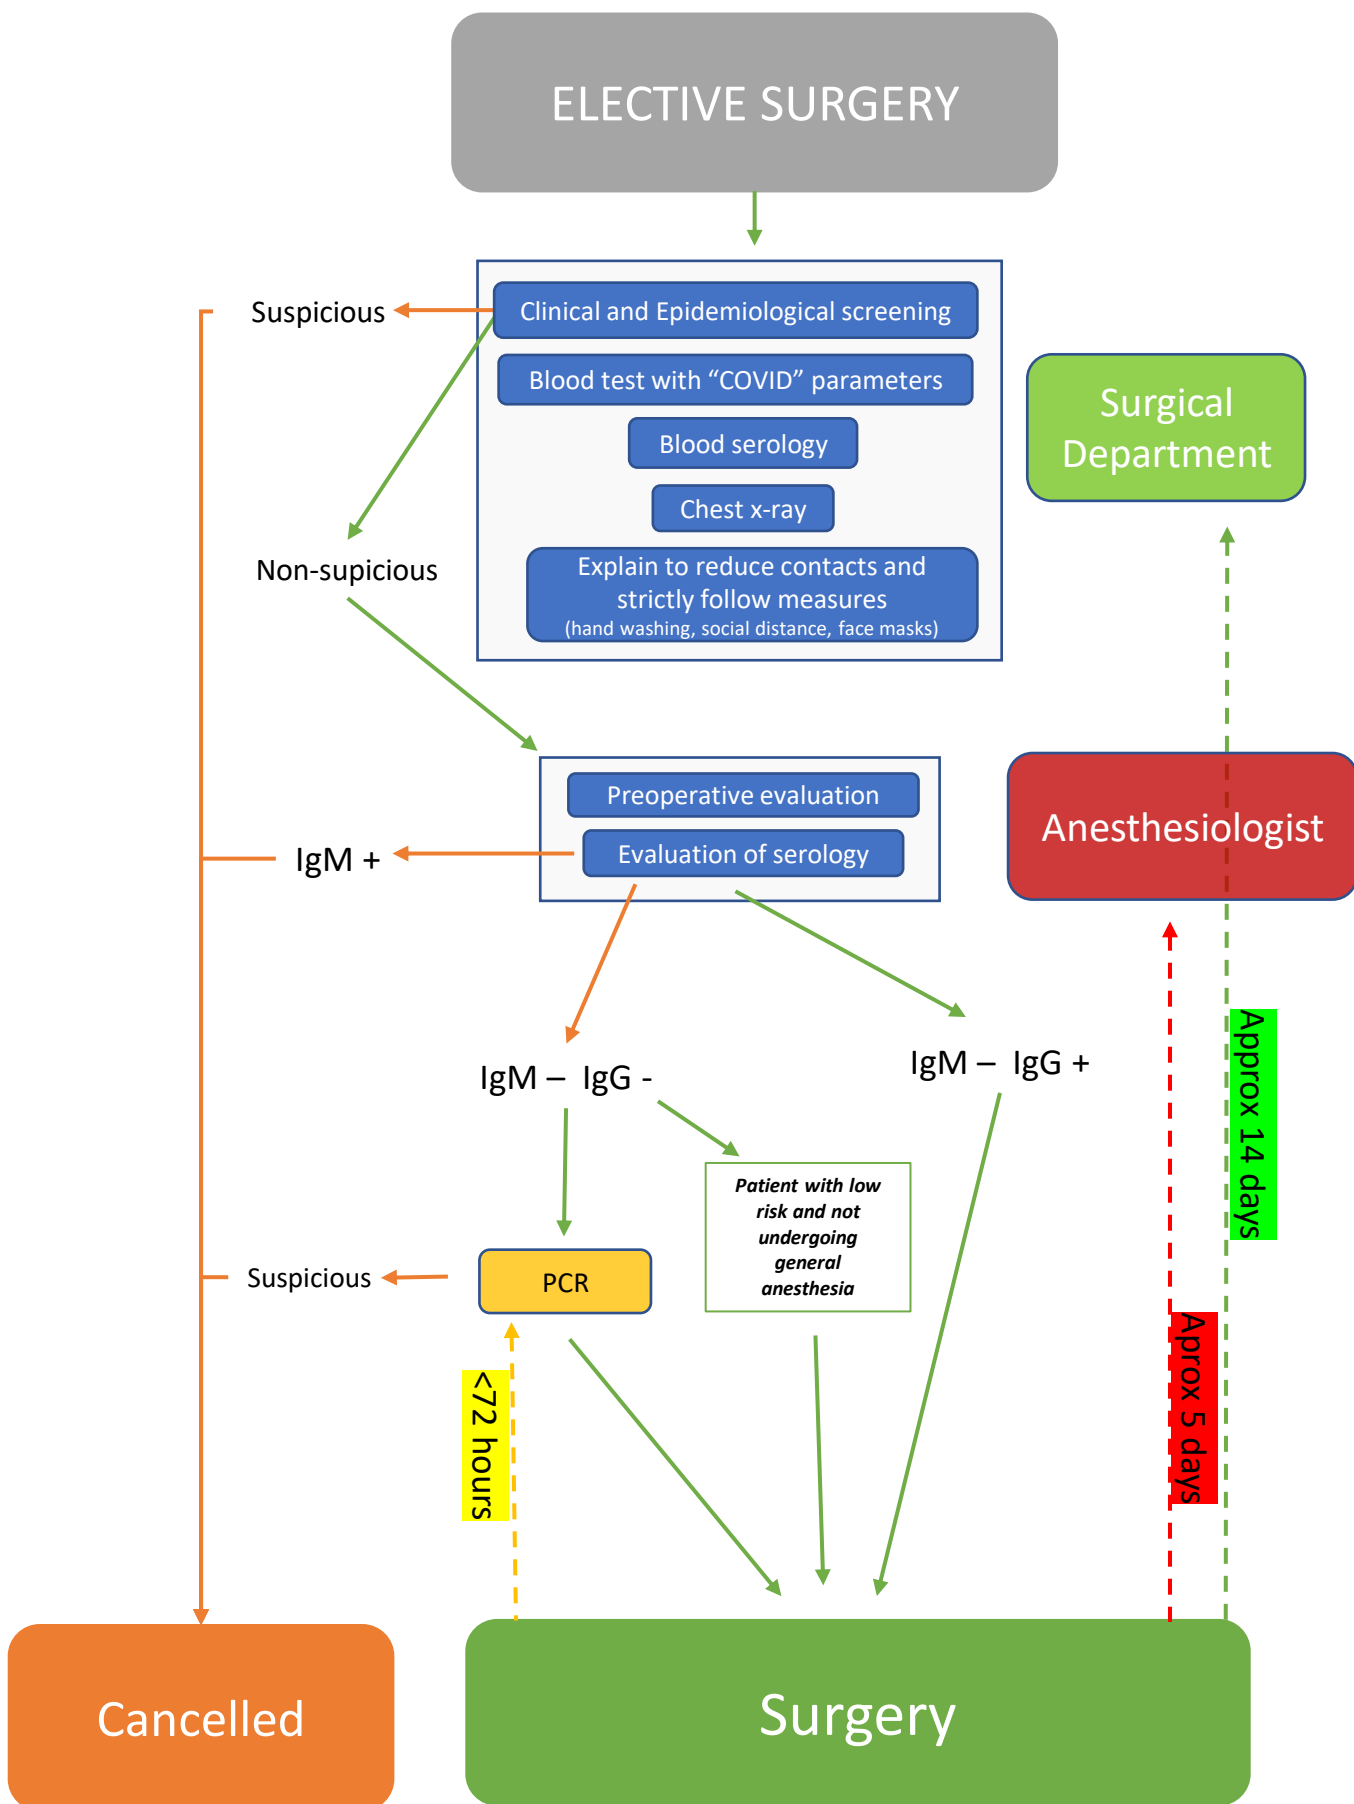 ELECTIVE SURGERY
Suspicious
Clinical and Epidemiological screening
Blood test with “COVID” parameters
Blood serology
Chest x-ray
Explain to reduce contacts and
strictly follow measures
(hand washing, social distance, face masks)
Surgical
Department
Non-supicious
Preoperative evaluation
Evaluation of serology
IgM +
Anesthesiologist
IgM – IgG -
IgM – IgG +
Approx 14 days
Patient with low
risk and not
undergoing
general
anesthesia
Suspicious
PCR
<72 hours
Aprox 5 days
Cancelled
Surgery